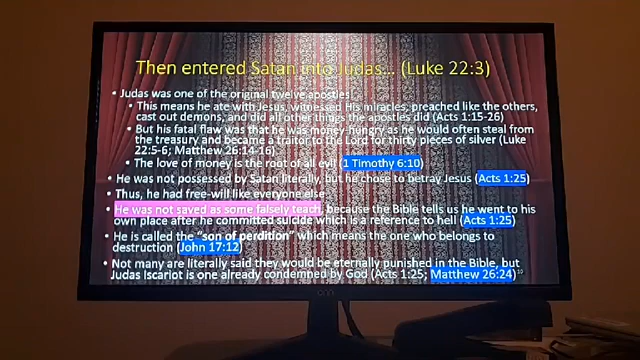 Then entered Satan into Judas... (Luke 22:3)
• Judas was one of the original twelve apostles
• This means he ate with Jesus, witnessed His miracles, preached like the others,
cast out demons, and did all other things the apostles did (Acts 1:15-26)
• But his fatal flaw was that he was money-hungry as he would often steal from
the treasury and became a traitor to the Lord for thirty pieces of silver (Luke
22:5-6; Matthew 26:14-16)
• The love of money is the root of all evil (1 Timothy 6:10)
• He was not possessed by Satan literally, but he chose to betray Jesus (Acts 1:25)
• Thus, he had free-will like everyone else
• He was not saved as some falsely teach, because the Bible tells us he went to his
own place after he committed suicide which is a reference to hell (Acts 1:25)
• He is called the "son of perdition" which means the one who belongs to
destruction (John 17:12)
• Not many are literally said they would be eternally punished in the Bible, but
Judas Iscariot is one already condemned by God (Acts 1:25; Matthew 26:24)
onn